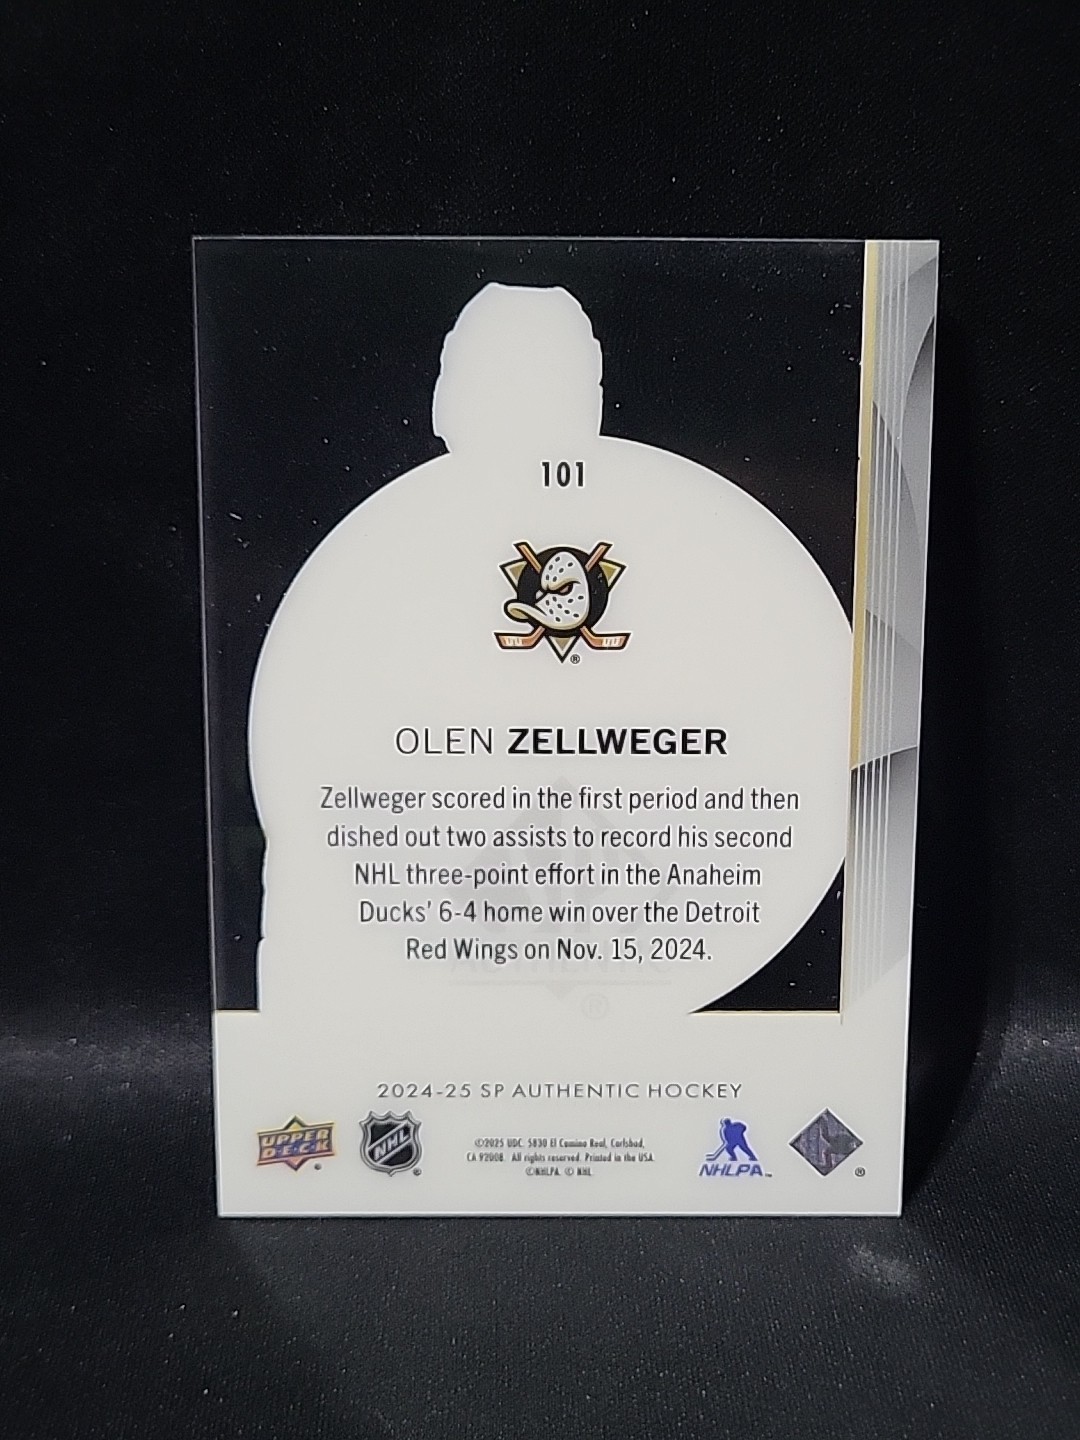 101
®
OLEN ZELLWEGER
Zellweger scored in the first period and then
dished out two assists to record his second
NHL three-point effort in the Anaheim
Ducks' 6-4 home win over the Detroit
Red Wings on Nov. 15, 2024.
AUTHENTIC
®
2024-25 SP AUTHENTIC HOCKEY
UPPER
DECK
®
NHL
®
©2025 UDC. 5830 El Camino Real, Carlsbad,
CA 92008. All rights reserved. Printed in the USA.
©NHLPA. © NHL.
NHLPA™
®